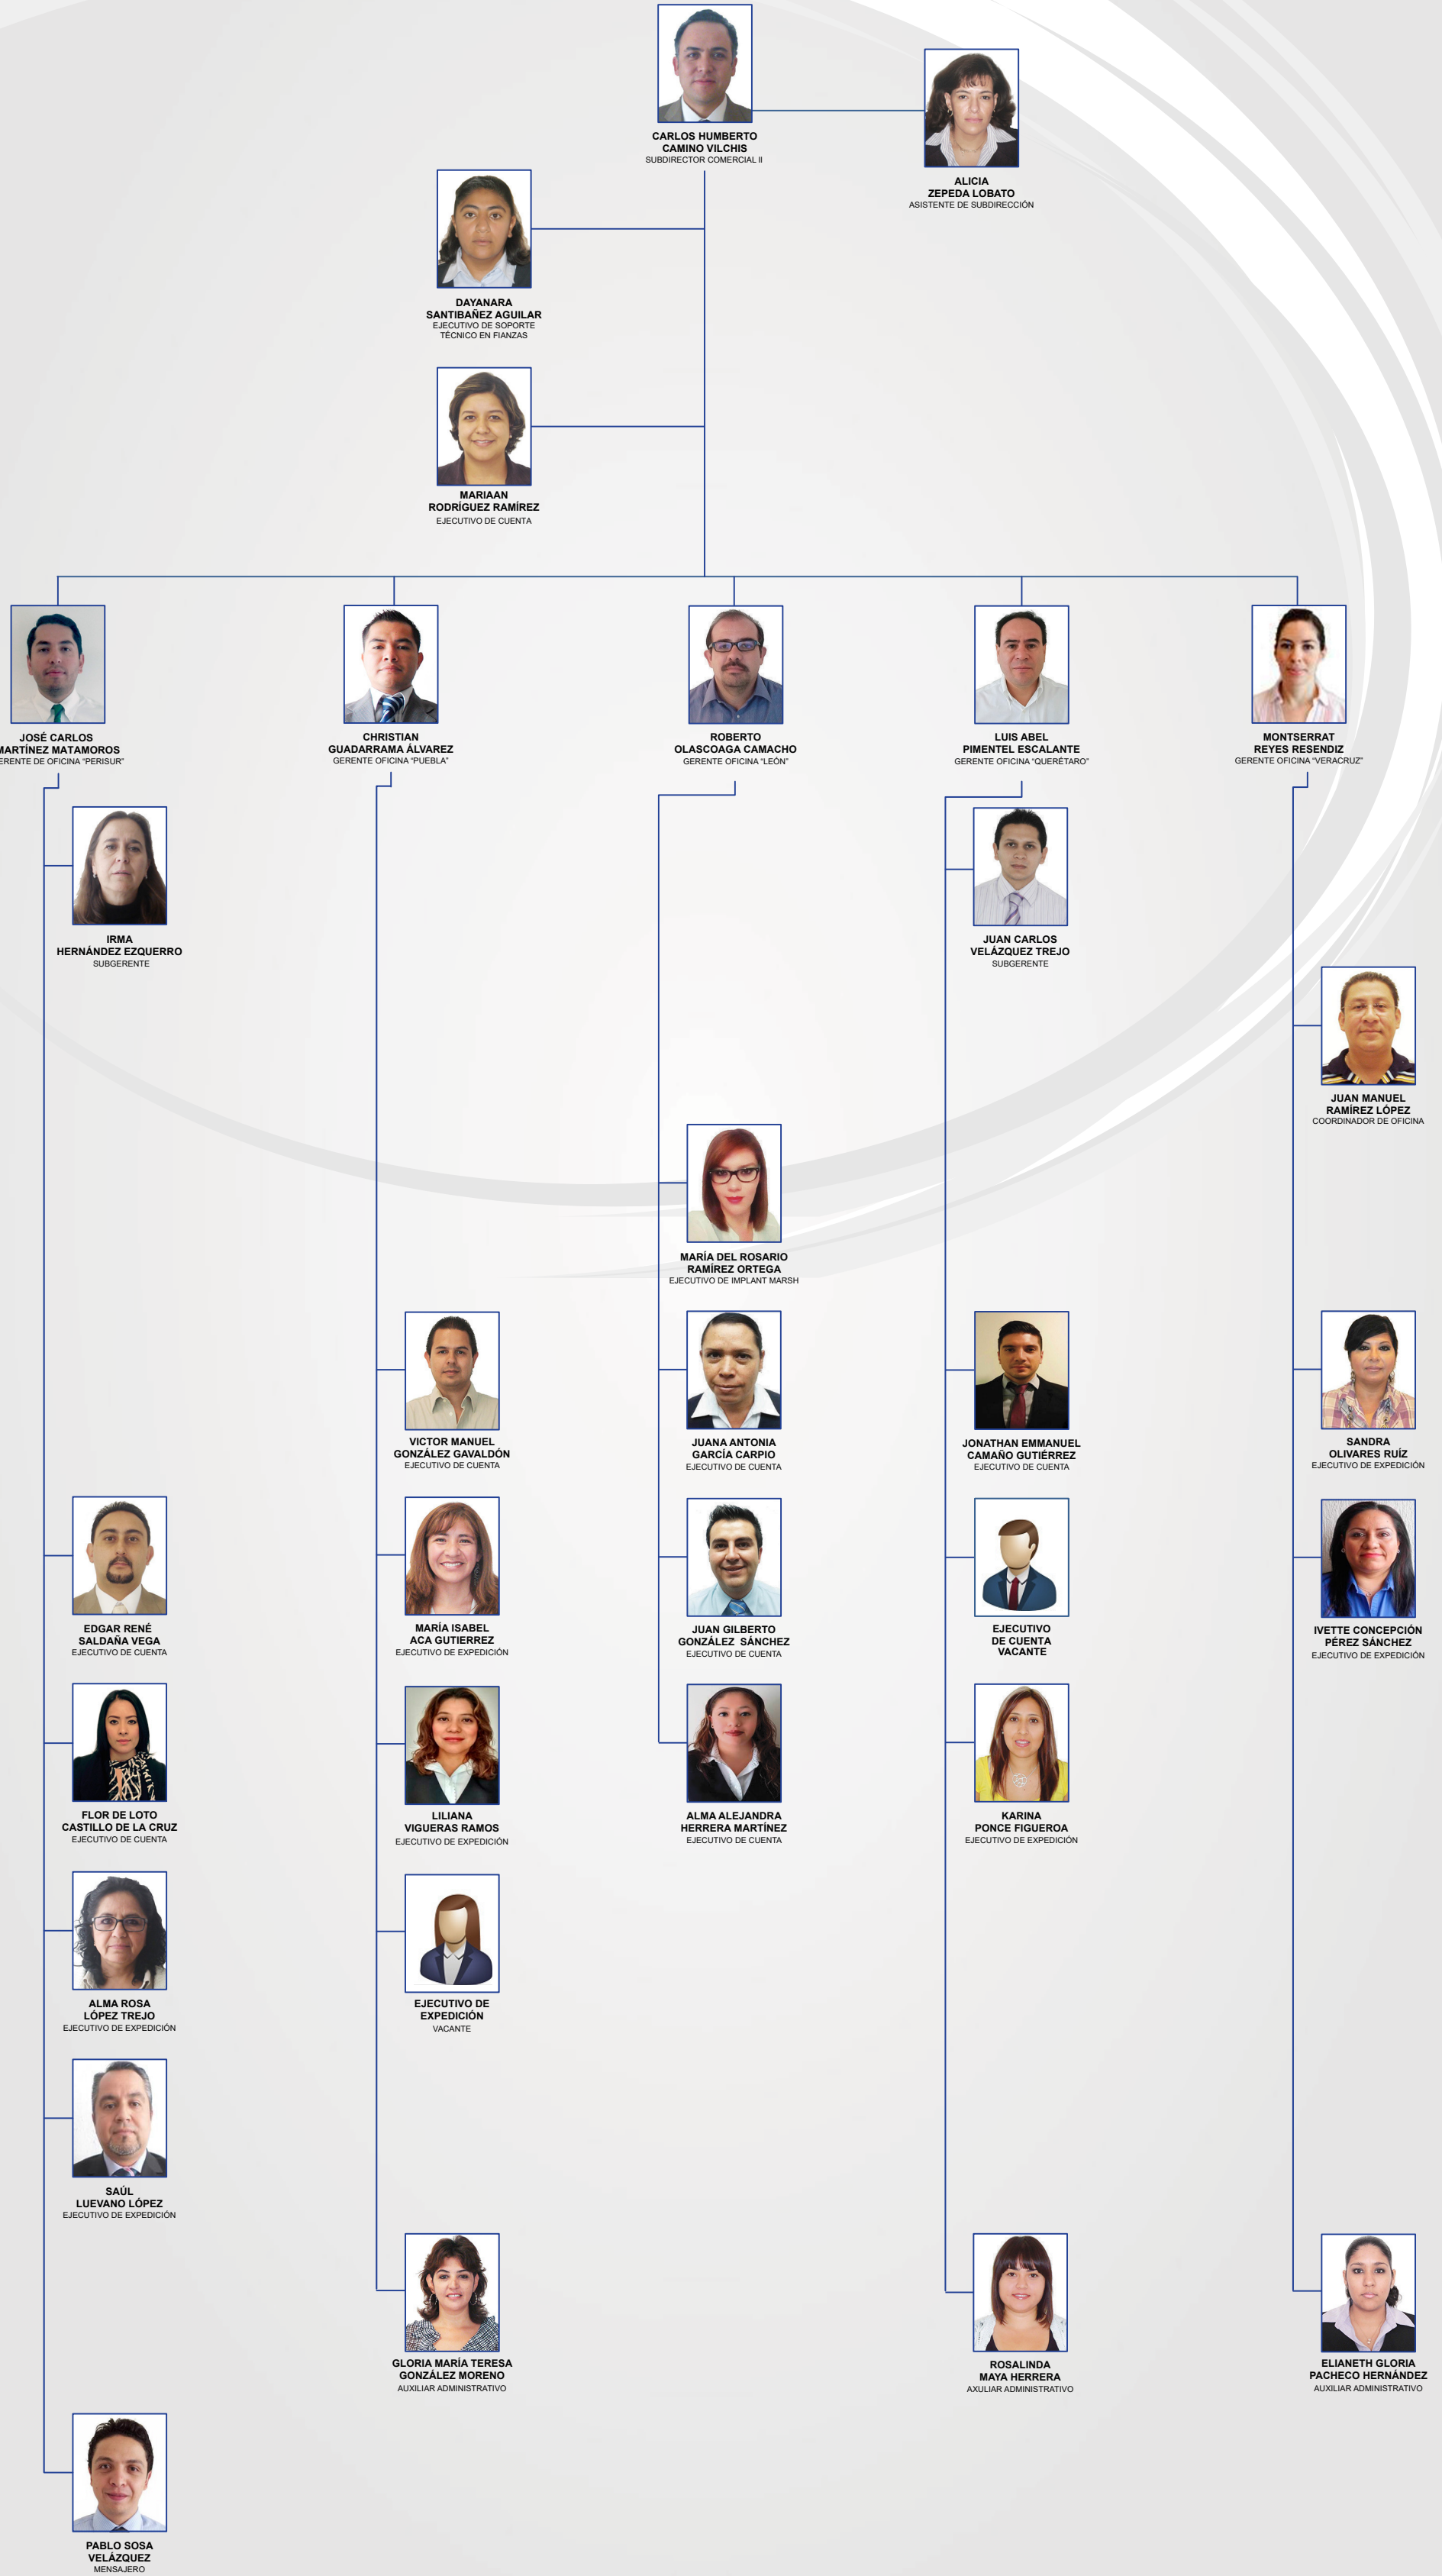 CARLOS HUMBERTO
CAMINO VILCHIS
SUBDIRECTOR COMERCIAL II
ALICIA
ZEPEDA LOBATO
ASISTENTE DE SUBDIRECCIÓN
DAYANARA
SANTIBAÑEZ AGUILAR
EJECUTIVO DE SOPORTE
TÉCNICO EN FIANZAS
MARIAAN
RODRÍGUEZ RAMÍREZ
EJECUTIVO DE CUENTA
JOSÉ CARLOS
MARTÍNEZ MATAMOROS
ERENTE DE OFICINA “PERISUR”
CHRISTIAN
GUADARRAMA ÁLVAREZ
GERENTE OFICINA “PUEBLA”
ROBERTO
OLASCOAGA CAMACHO
GERENTE OFICINA “LEÓN”
LUIS ABEL
PIMENTEL ESCALANTE
GERENTE OFICINA “QUERÉTARO”
MONTSERRAT
REYES RESENDIZ
GERENTE OFICINA “VERACRUZ”
IRMA
HERNÁNDEZ EZQUERRO
SUBGERENTE
JUAN CARLOS
VELÁZQUEZ TREJO
SUBGERENTE
JUAN MANUEL
RAMÍREZ LÓPEZ
COORDINADOR DE OFICINA
MARÍA DEL ROSARIO
RAMÍREZ ORTEGA
EJECUTIVO DE IMPLANT MARSH
VICTOR MANUEL
GONZÁLEZ GAVALDÓN
EJECUTIVO DE CUENTA
JUANA ANTONIA
GARCÍA CARPIO
EJECUTIVO DE CUENTA
JONATHAN EMMANUEL
CAMAÑO GUTIÉRREZ
EJECUTIVO DE CUENTA
SANDRA
OLIVARES RUÍZ
EJECUTIVO DE EXPEDICIÓN
EDGAR RENÉ
SALDAÑA VEGA
EJECUTIVO DE CUENTA
MARÍA ISABEL
ACA GUTIERREZ
EJECUTIVO DE EXPEDICIÓN
JUAN GILBERTO
GONZÁLEZ  SÁNCHEZ
EJECUTIVO DE CUENTA
EJECUTIVO
DE CUENTA
VACANTE
IVETTE CONCEPCIÓN
PÉREZ SÁNCHEZ
EJECUTIVO DE EXPEDICIÓN
FLOR DE LOTO
CASTILLO DE LA CRUZ
EJECUTIVO DE CUENTA
LILIANA
VIGUERAS RAMOS
EJECUTIVO DE EXPEDICIÓN
ALMA ALEJANDRA
HERRERA MARTÍNEZ
EJECUTIVO DE CUENTA
KARINA
PONCE FIGUEROA
EJECUTIVO DE EXPEDICIÓN
ALMA ROSA
LÓPEZ TREJO
EJECUTIVO DE EXPEDICIÓN
EJECUTIVO DE
EXPEDICIÓN
VACANTE
SAÚL
LUEVANO LÓPEZ
EJECUTIVO DE EXPEDICIÓN
GLORIA MARÍA TERESA
GONZÁLEZ MORENO
AUXILIAR ADMINISTRATIVO
ROSALINDA
MAYA HERRERA
AXULIAR ADMINISTRATIVO
ELIANETH GLORIA
PACHECO HERNÁNDEZ
AUXILIAR ADMINISTRATIVO
PABLO SOSA
VELÁZQUEZ
MENSAJERO